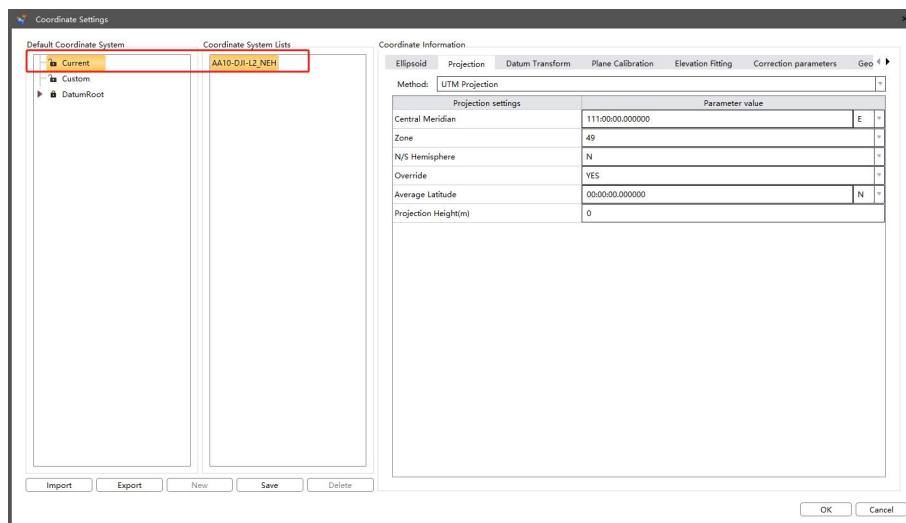 Coordinate Settings
Default Coordinate System
Coordinate System Lists
Coordinate Information
Current
Custom
DatumRoot
AA10-DJI-L2_NEH
Ellipsoid Projection Datum Transform Plane Calibration Elevation Fitting Correction parameters Geo
Method: UTM Projection
Projection settings Parameter value
Central Meridian 111:00:00.000000 E
Zone 49
N/S Hemisphere N
Override YES
Average Latitude 00:00:00.000000 N
Projection Height(m) 0
Import Export New Save Delete
OK Cancel